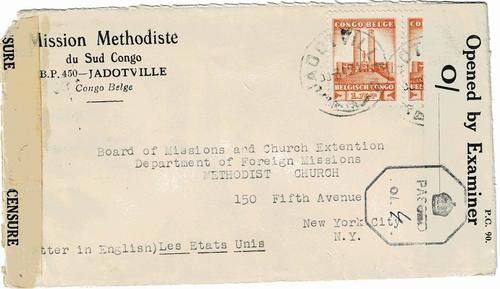 SURE
Mission Methodiste
du Sud Congo
B.P. 450—JADOTVILLE
Congo Belge
CONGO BELGE
BELGISCH CONGO
JADOTVILLE
Opened by Examiner
O/
P.C. 90.
Board of Missions and Church Extention
Department of Foreign Missions
METHODIST CHURCH
150 Fifth Avenue
New York City
N.Y.
PASSED
CENSURE
tter in English) Les Etats Unis